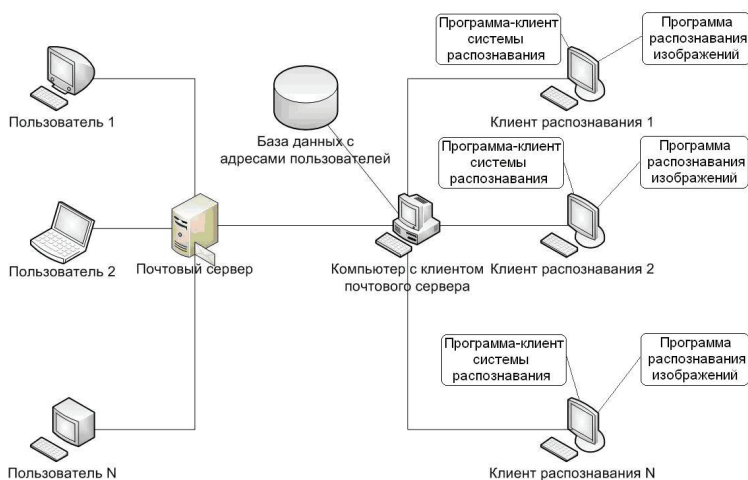 Программа-клиент
системы
распознавания
Программа
распознавания
изображений
Пользователь 1
База данных с
адресами пользователей
Клиент распознавания 1
Программа-клиент
системы
распознавания
Программа
распознавания
изображений
Пользователь 2
Почтовый сервер
Компьютер с клиентом
почтового сервера
Клиент распознавания 2
Программа-клиент
системы
распознавания
Программа
распознавания
изображений
Пользователь N
Клиент распознавания N